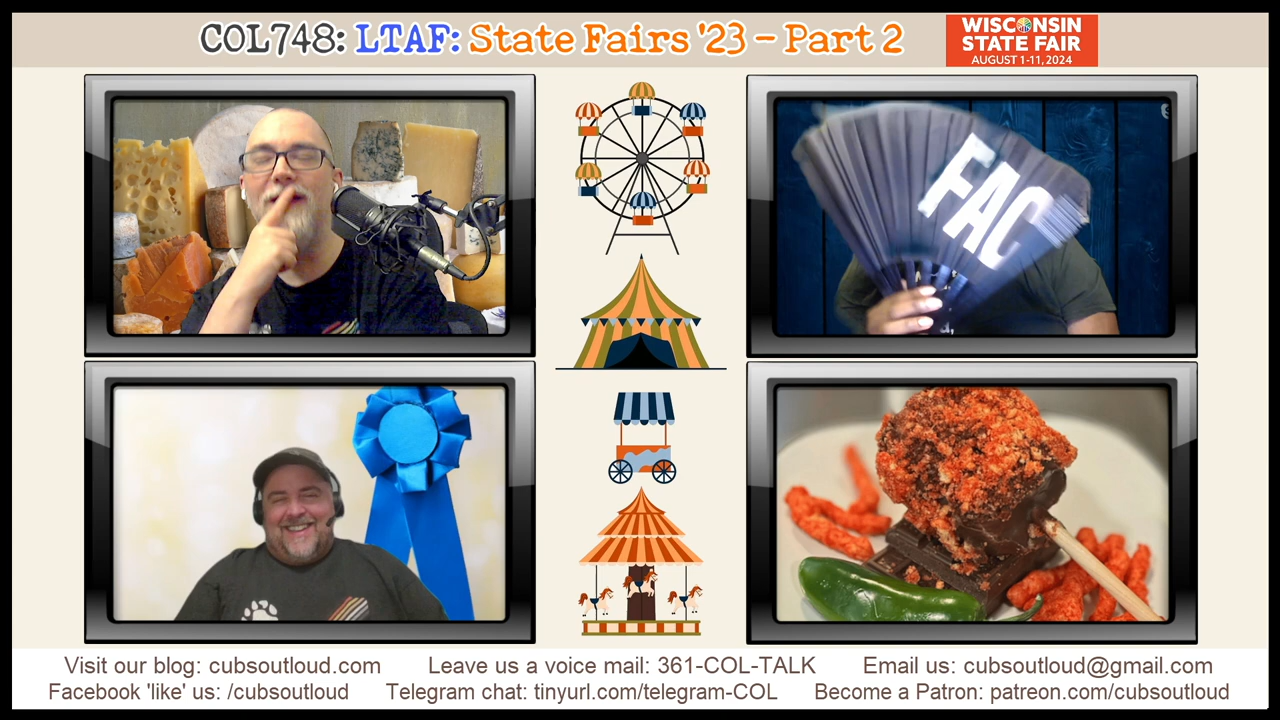 COL748: LTAF: State Fairs '23 – Part 2
WISCONSIN
STATE FAIR
AUGUST 1-11, 2024
FAC
Visit our blog: cubsoutloud.com Leave us a voice mail: 361-COL-TALK Email us: cubsoutloud@gmail.com
Facebook 'like' us: /cubsoutloud Telegram chat: tinyurl.com/telegram-COL Become a Patron: patreon.com/cubsoutloud